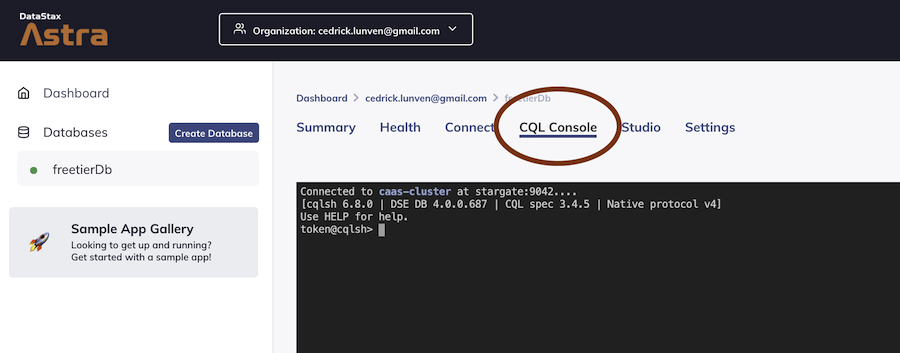 DataStax
Astra
Organization: cedrick.lunven@gmail.com
Dashboard
Databases
Create Database
freetierDb
Sample App Gallery
Looking to get up and running?
Get started with a sample app!
Dashboard > cedrick.lunven@gmail.com > freetierDb
Summary Health Connect CQL Console Studio Settings
Connected to caas-cluster at stargate:9042....
[cqlsh 6.8.0 | DSE DB 4.0.0.687 | CQL spec 3.4.5 | Native protocol v4]
Use HELP for help.
token@cqlsh>